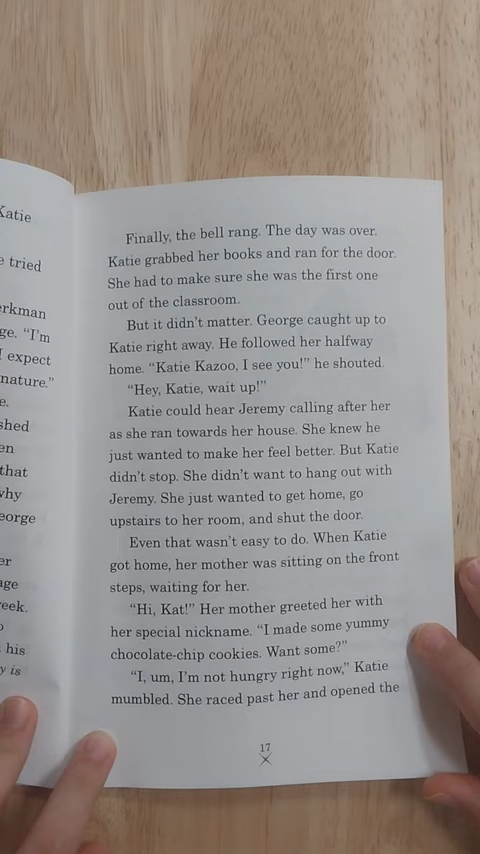 Katie
e tried
erkman
ge. “I’m
I expect
nature.”
e.
shed
en
that
why
eorge
er
age
eek.
o
his
y is
Finally, the bell rang. The day was over.
Katie grabbed her books and ran for the door.
She had to make sure she was the first one
out of the classroom.
But it didn’t matter. George caught up to
Katie right away. He followed her halfway
home. “Katie Kazoo, I see you!” he shouted.
“Hey, Katie, wait up!”
Katie could hear Jeremy calling after her
as she ran towards her house. She knew he
just wanted to make her feel better. But Katie
didn’t stop. She didn’t want to hang out with
Jeremy. She just wanted to get home, go
upstairs to her room, and shut the door.
Even that wasn’t easy to do. When Katie
got home, her mother was sitting on the front
steps, waiting for her.
“Hi, Kat!” Her mother greeted her with
her special nickname. “I made some yummy
chocolate-chip cookies. Want some?”
“I, um, I’m not hungry right now,” Katie
mumbled. She raced past her and opened the
17